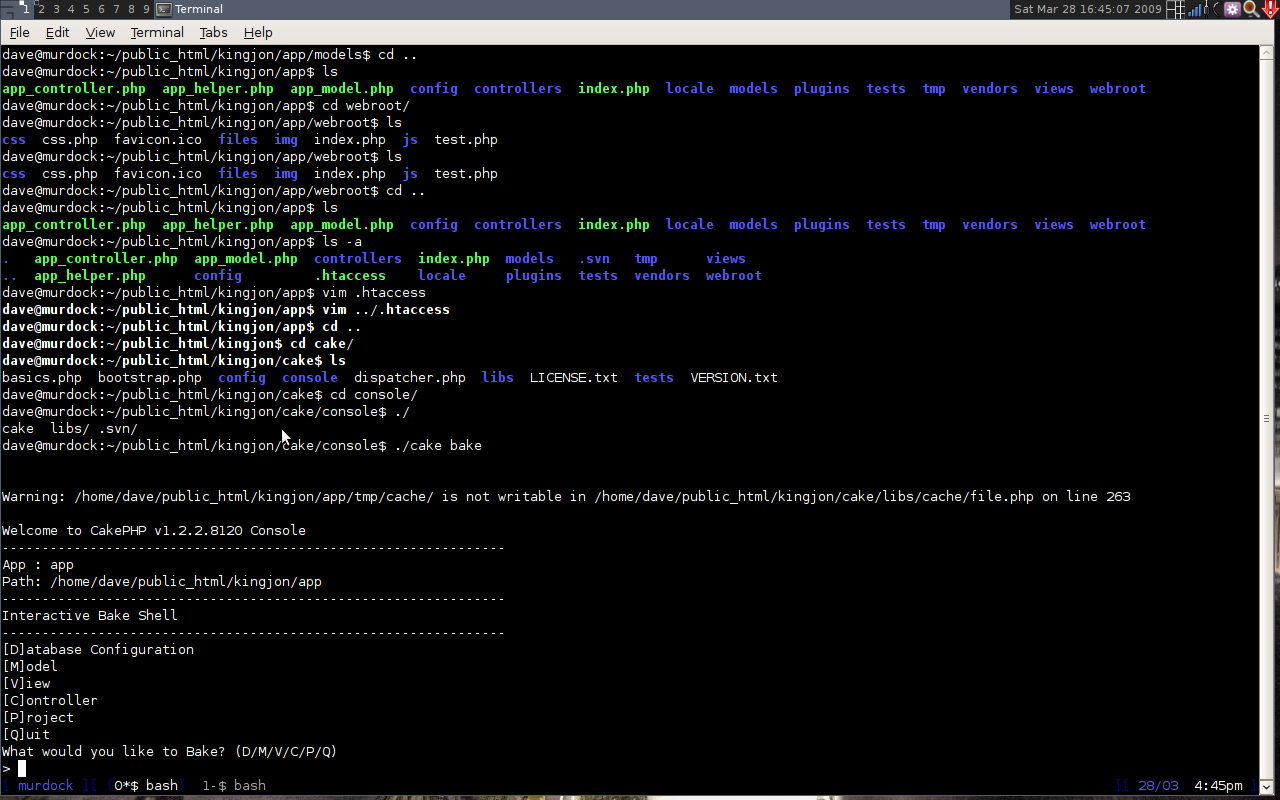 1 2 3 4 5 6 7 8 9 Terminal Sat Mar 28 16:45:07 2009
File Edit View Terminal Tabs Help
dave@murdock:~/public_html/kingjon/app/models$ cd ..
dave@murdock:~/public_html/kingjon/app$ ls
app_controller.php  app_helper.php  app_model.php  config  controllers  index.php  locale  models  plugins  tests  tmp  vendors  views  webroot
dave@murdock:~/public_html/kingjon/app$ cd webroot/
dave@murdock:~/public_html/kingjon/app/webroot$ ls
css  css.php  favicon.ico  files  img  index.php  js  test.php
dave@murdock:~/public_html/kingjon/app/webroot$ ls
css  css.php  favicon.ico  files  img  index.php  js  test.php
dave@murdock:~/public_html/kingjon/app/webroot$ cd ..
dave@murdock:~/public_html/kingjon/app$ ls
app_controller.php  app_helper.php  app_model.php  config  controllers  index.php  locale  models  plugins  tests  tmp  vendors  views  webroot
dave@murdock:~/public_html/kingjon/app$ ls -a
.   app_controller.php  app_model.php  controllers  index.php  models   .svn   tmp      views
..  app_helper.php      config         .htaccess    locale     plugins  tests  vendors  webroot
dave@murdock:~/public_html/kingjon/app$ vim .htaccess
dave@murdock:~/public_html/kingjon/app$ vim ../.htaccess
dave@murdock:~/public_html/kingjon/app$ cd ..
dave@murdock:~/public_html/kingjon$ cd cake/
dave@murdock:~/public_html/kingjon/cake$ ls
basics.php  bootstrap.php  config  console  dispatcher.php  libs  LICENSE.txt  tests  VERSION.txt
dave@murdock:~/public_html/kingjon/cake$ cd console/
dave@murdock:~/public_html/kingjon/cake/console$ ./
cake  libs/ .svn/
dave@murdock:~/public_html/kingjon/cake/console$ ./cake bake
Warning: /home/dave/public_html/kingjon/app/tmp/cache/ is not writable in /home/dave/public_html/kingjon/cake/libs/cache/file.php on line 263
Welcome to CakePHP v1.2.2.8120 Console
---------------------------------------------------------------
App : app
Path: /home/dave/public_html/kingjon/app
---------------------------------------------------------------
Interactive Bake Shell
---------------------------------------------------------------
[D]atabase Configuration
[M]odel
[V]iew
[C]ontroller
[P]roject
[Q]uit
What would you like to Bake? (D/M/V/C/P/Q)
>
[ murdock ][ (0*$ bash)  1-$ bash ][ 28/03  4:45pm ]